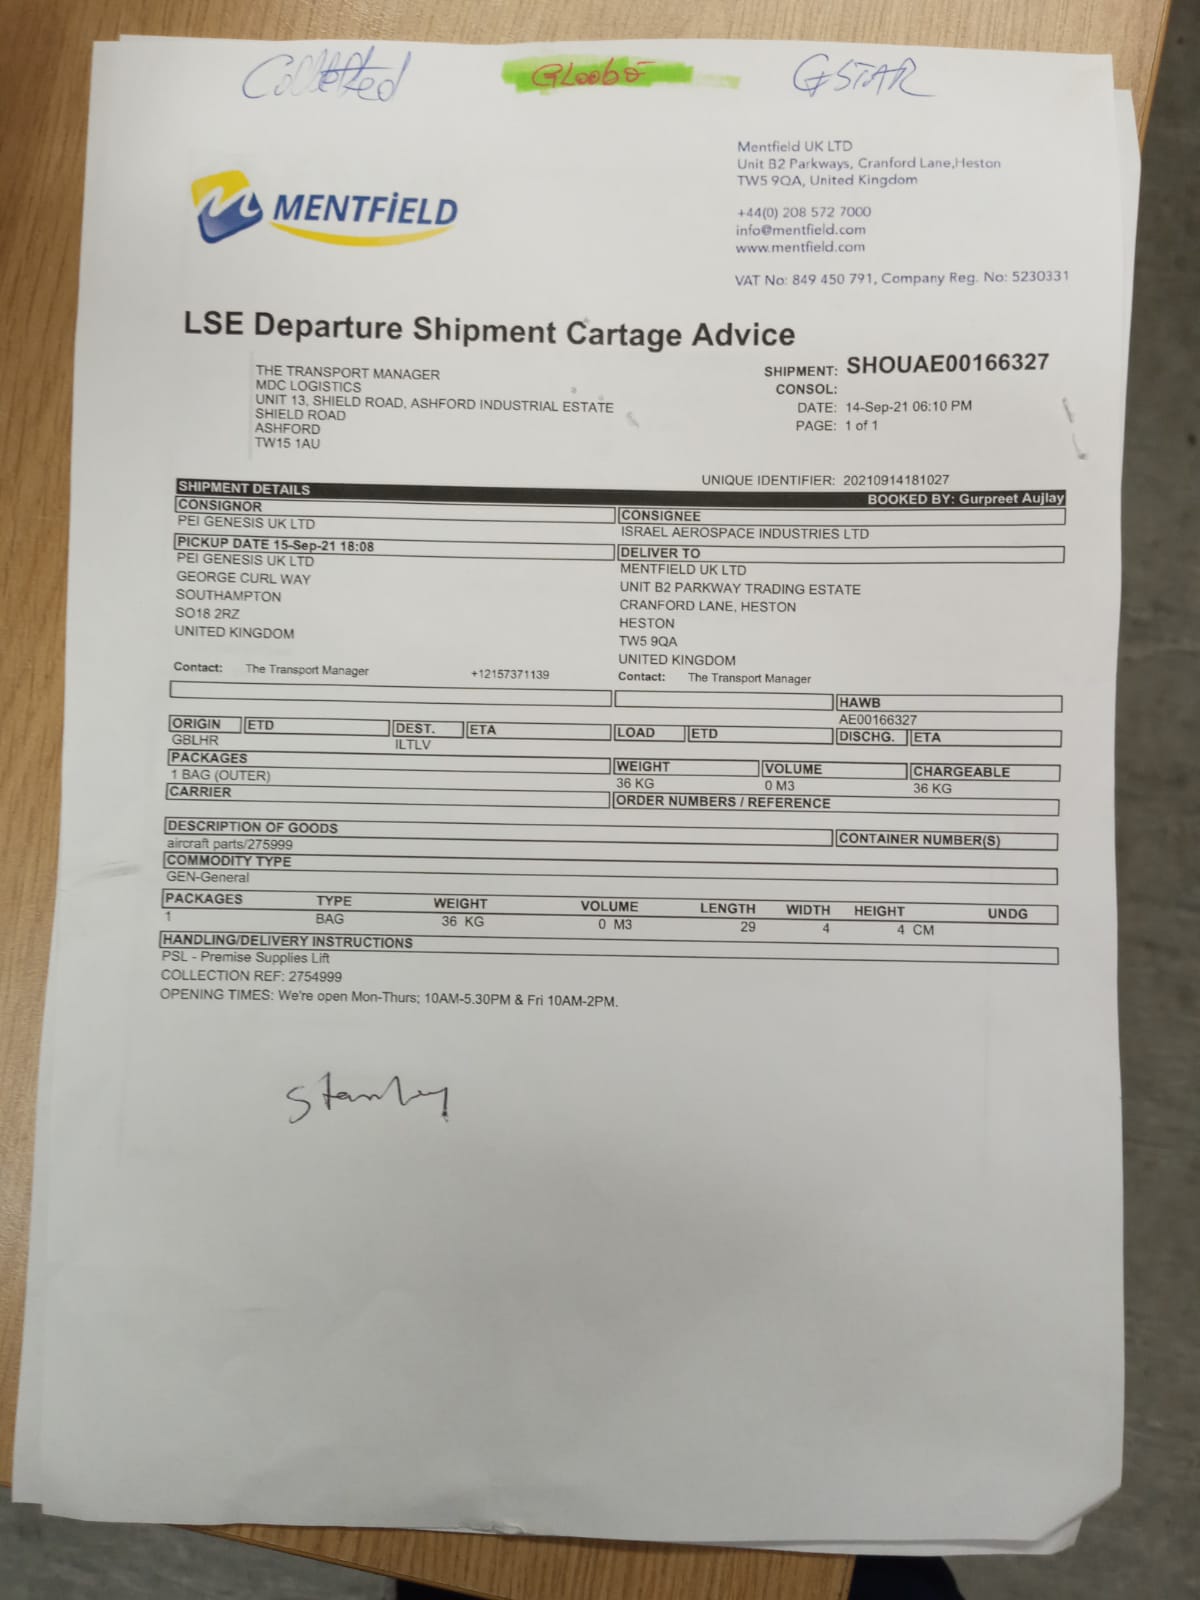 Collected GLoobo GSTAR
MENTFiELD
Mentfield UK LTD
Unit B2 Parkways, Cranford Lane,Heston
TW5 9QA, United Kingdom
+44(0) 208 572 7000
info@mentfield.com
www.mentfield.com
VAT No: 849 450 791, Company Reg. No: 5230331
LSE Departure Shipment Cartage Advice
THE TRANSPORT MANAGER
MDC LOGISTICS
UNIT 13, SHIELD ROAD, ASHFORD INDUSTRIAL ESTATE
SHIELD ROAD
ASHFORD
TW15 1AU
SHIPMENT: SHOUAE00166327
CONSOL:
DATE: 14-Sep-21 06:10 PM
PAGE: 1 of 1
UNIQUE IDENTIFIER: 20210914181027
SHIPMENT DETAILS BOOKED BY: Gurpreet Aujlay
CONSIGNOR
PEI GENESIS UK LTD
PICKUP DATE 15-Sep-21 18:08
PEI GENESIS UK LTD
GEORGE CURL WAY
SOUTHAMPTON
SO18 2RZ
UNITED KINGDOM
Contact: The Transport Manager +12157371139
CONSIGNEE
ISRAEL AEROSPACE INDUSTRIES LTD
DELIVER TO
MENTFIELD UK LTD
UNIT B2 PARKWAY TRADING ESTATE
CRANFORD LANE, HESTON
HESTON
TW5 9QA
UNITED KINGDOM
Contact: The Transport Manager
HAWB
AE00166327
ORIGIN ETD DEST. ETA LOAD ETD DISCHG. ETA
GBLHR ILTLV
PACKAGES WEIGHT VOLUME CHARGEABLE
1 BAG (OUTER) 36 KG 0 M3 36 KG
CARRIER ORDER NUMBERS / REFERENCE
DESCRIPTION OF GOODS CONTAINER NUMBER(S)
aircraft parts/275999
COMMODITY TYPE
GEN-General
PACKAGES TYPE WEIGHT VOLUME LENGTH WIDTH HEIGHT UNDG
1 BAG 36 KG 0 M3 29 4 4 CM
HANDLING/DELIVERY INSTRUCTIONS
PSL - Premise Supplies Lift
COLLECTION REF: 2754999
OPENING TIMES: We're open Mon-Thurs; 10AM-5.30PM & Fri 10AM-2PM.
Stanley